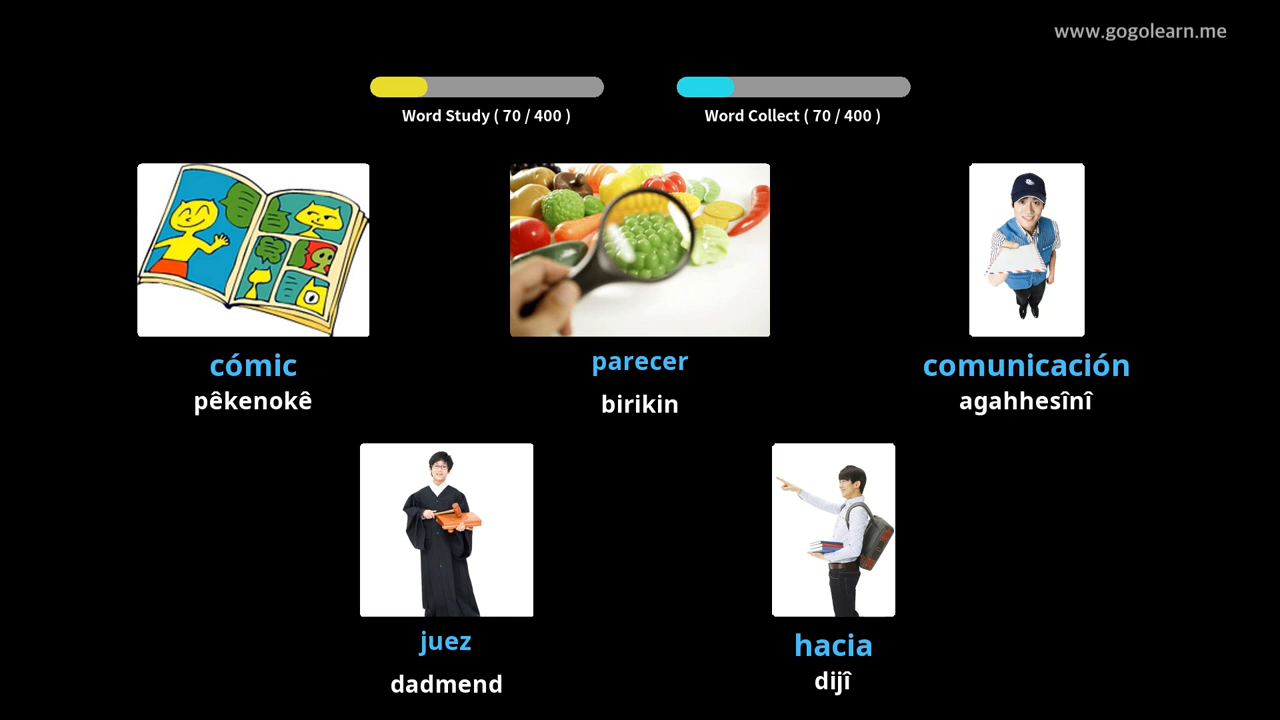 www.gogolearn.me
Word Study ( 70 / 400 )
Word Collect ( 70 / 400 )
cómic
pêkenokê
parecer
birikin
comunicación
agahhesînî
juez
dadmend
hacia
dijî